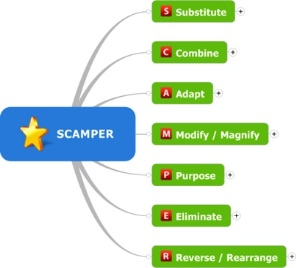 SCAMPER
S Substitute
C Combine
A Adapt
M Modify / Magnify
P Purpose
E Eliminate
R Reverse / Rearrange